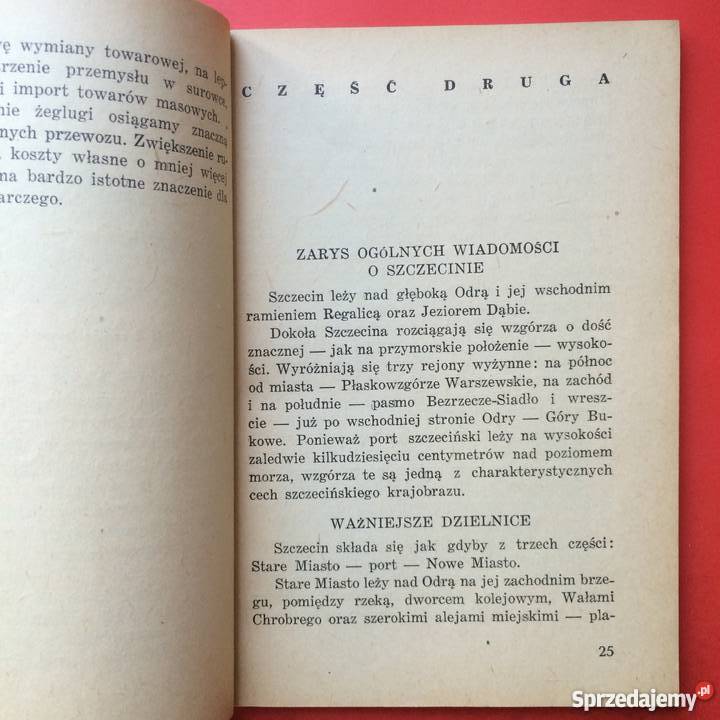 ę wymiany towarowej, na lep-
rzenie przemysłu w surowce,
i import towarów masowych.
nie żeglugi osiągamy znaczną
nych przewozu. Zwiększenie ru-
koszty własne o mniej więcej
ma bardzo istotne znaczenie dla
arczego.
CZĘŚĆ DRUGA
ZARYS OGÓLNYCH WIADOMOŚCI
O SZCZECINIE
Szczecin leży nad głęboką Odrą i jej wschodnim
ramieniem Regalicą oraz Jeziorem Dąbie.
Dokoła Szczecina rozciągają się wzgórza o dość
znacznej — jak na przymorskie położenie — wysoko-
ści. Wyróżniają się trzy rejony wyżynne: na północ
od miasta — Płaskowzgórze Warszewskie, na zachód
i na południe — pasmo Bezrzecze-Siadło i wresz-
cie — już po wschodniej stronie Odry — Góry Bu-
kowe. Ponieważ port szczeciński leży na wysokości
zaledwie kilkudziesięciu centymetrów nad poziomem
morza, wzgórza te są jedną z charakterystycznych
cech szczecińskiego krajobrazu.
WAŻNIEJSZE DZIELNICE
Szczecin składa się jak gdyby z trzech części:
Stare Miasto — port — Nowe Miasto.
Stare Miasto leży nad Odrą na jej zachodnim brze-
gu, pomiędzy rzeką, dworcem kolejowym, Wałami
Chrobrego oraz szerokimi alejami miejskimi — pla-
25
Sprzedajemy.pl